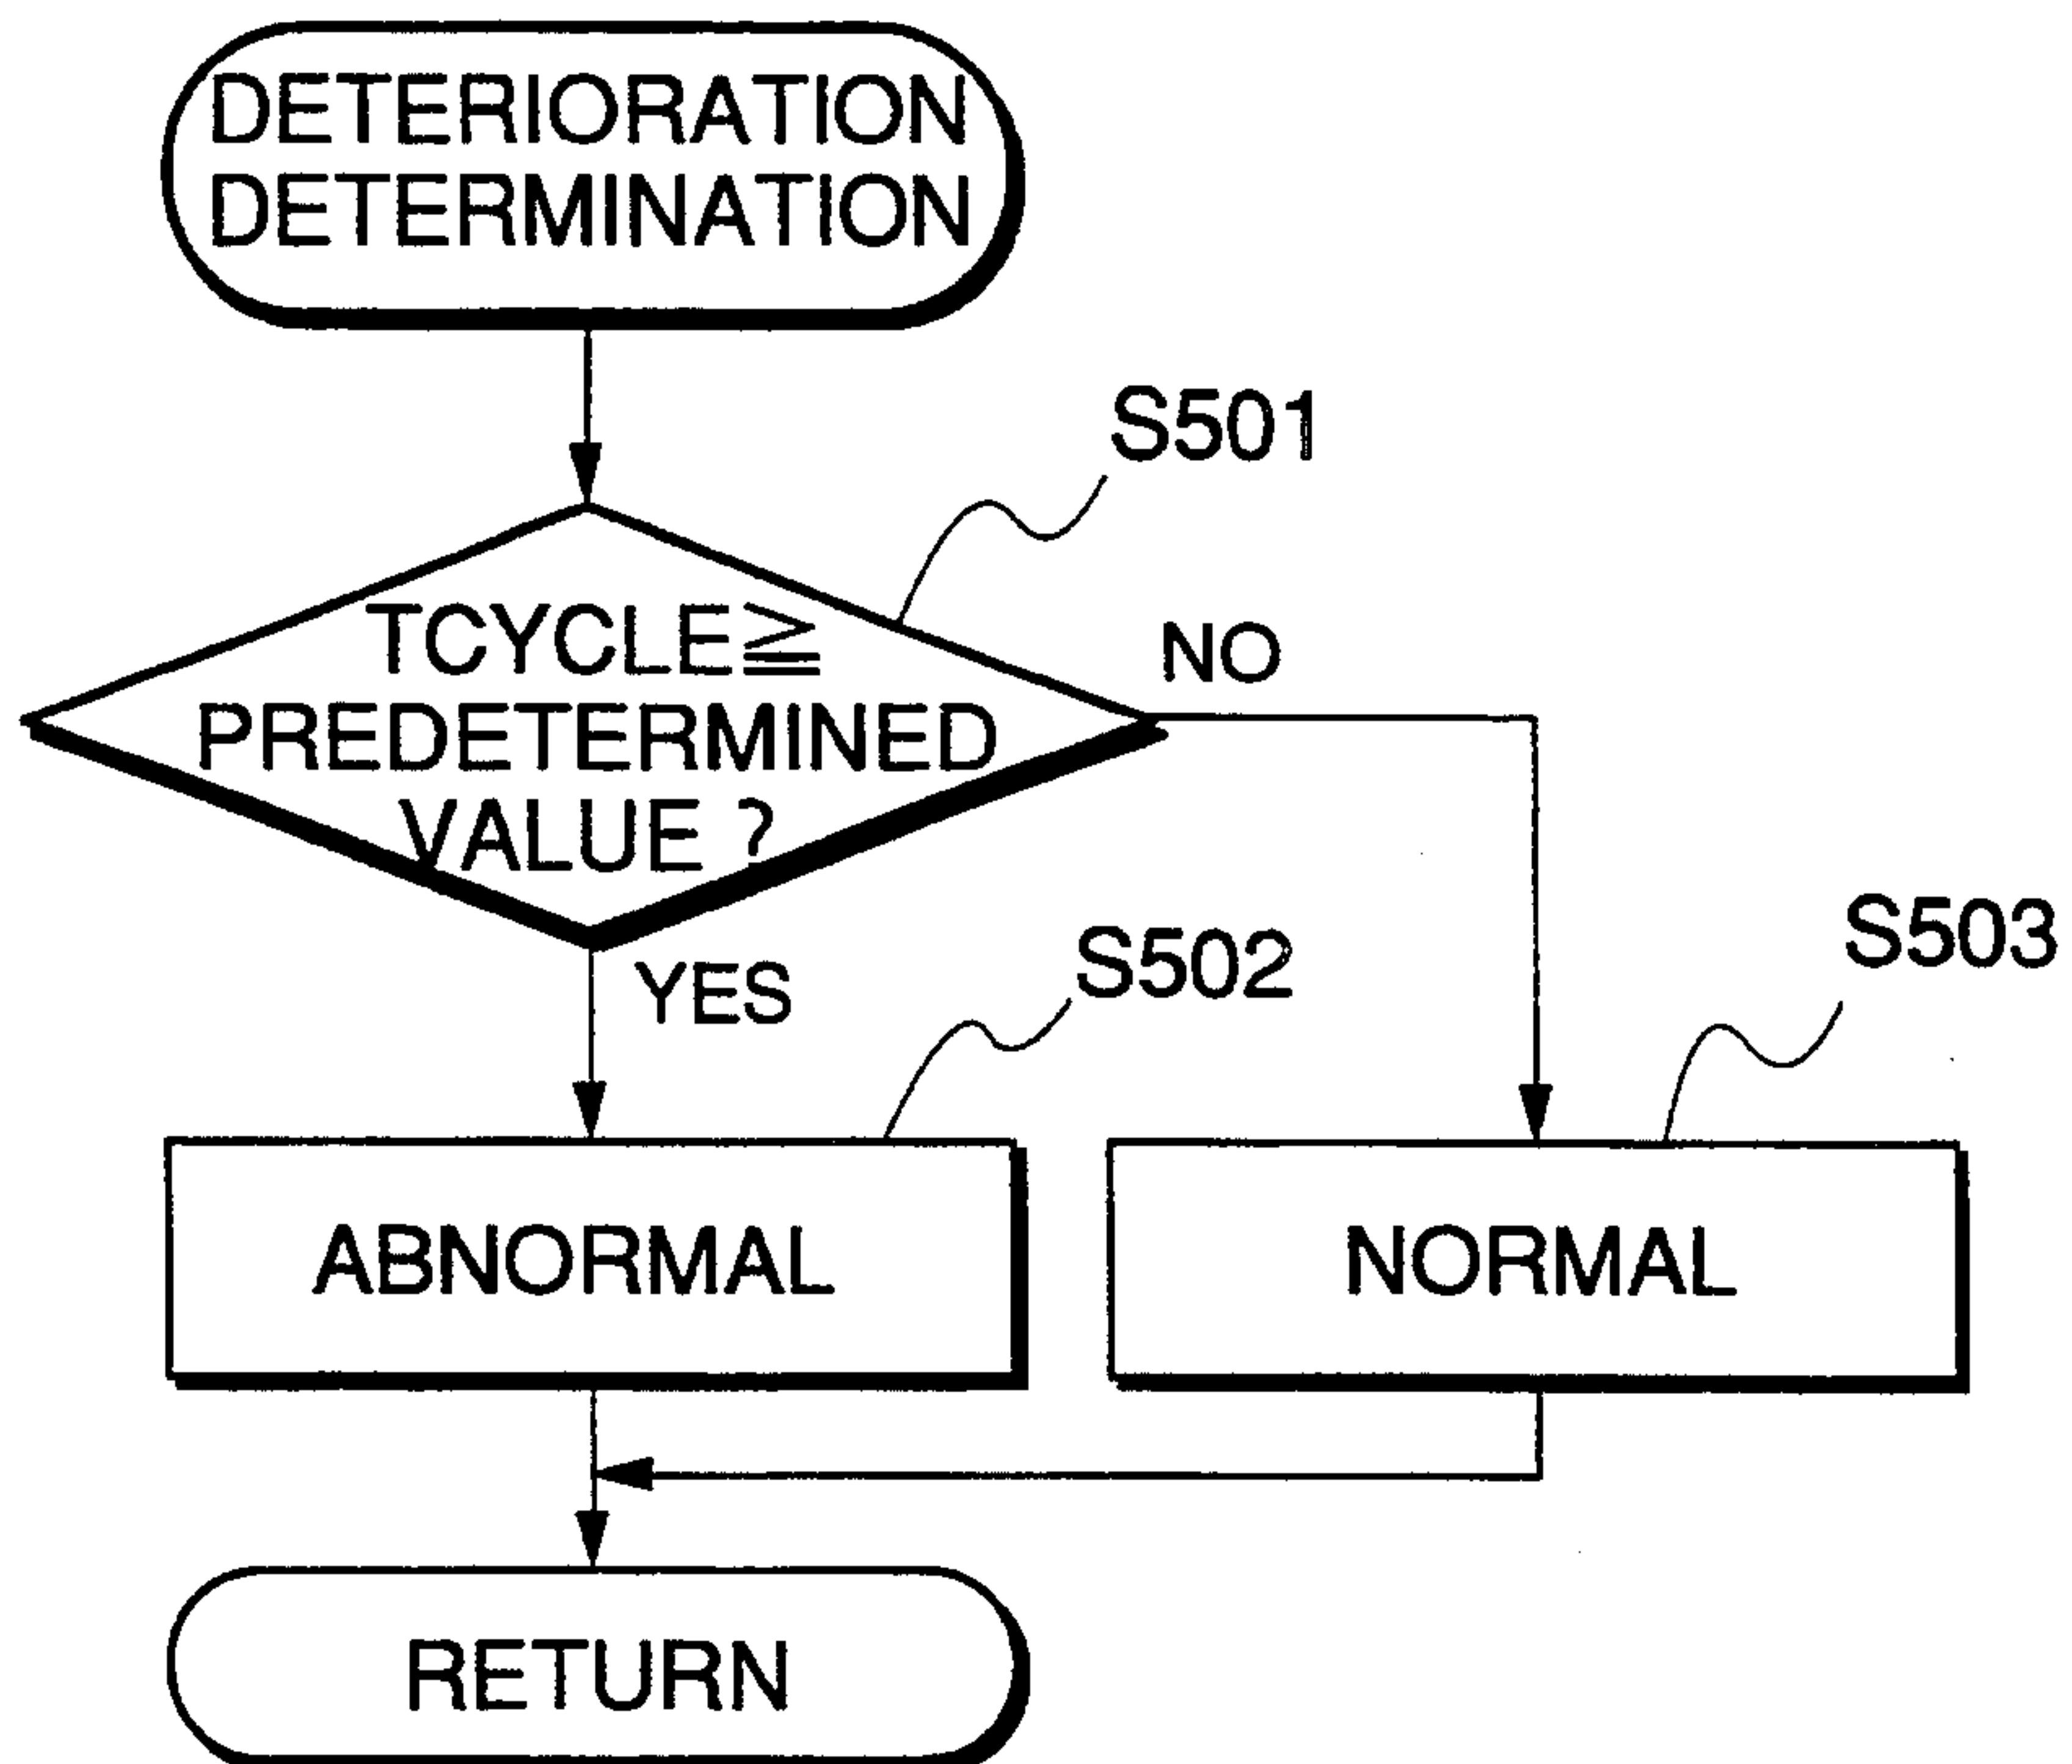 DETERIORATION
DETERMINATION
S501
TCYCLE≧
PREDETERMINED
VALUE ?
NO
YES
S502
S503
ABNORMAL
NORMAL
RETURN